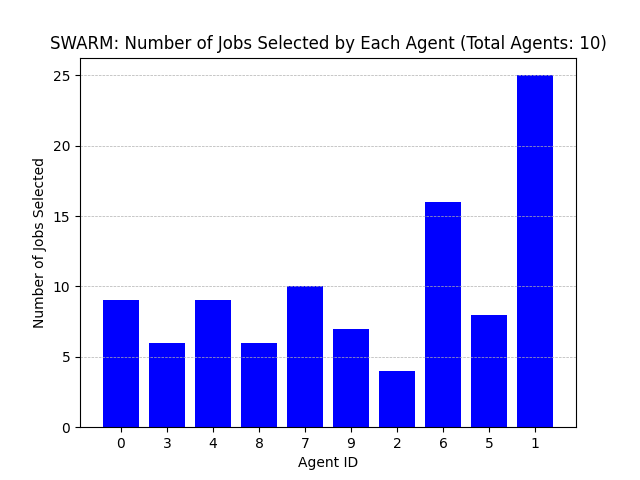 SWARM: Number of Jobs Selected by Each Agent (Total Agents: 10)
25
20
15
10
5
0
Number of Jobs Selected
0 3 4 8 7 9 2 6 5 1
Agent ID